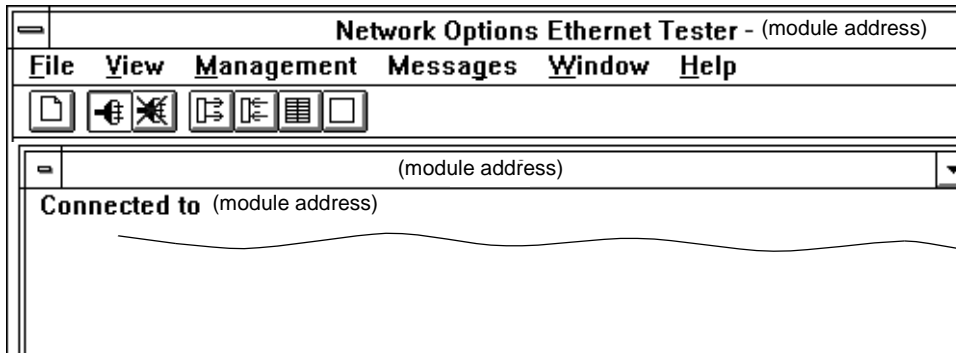 Network Options Ethernet Tester - (module address)
File View Management Messages Window Help
(module address)
Connected to (module address)